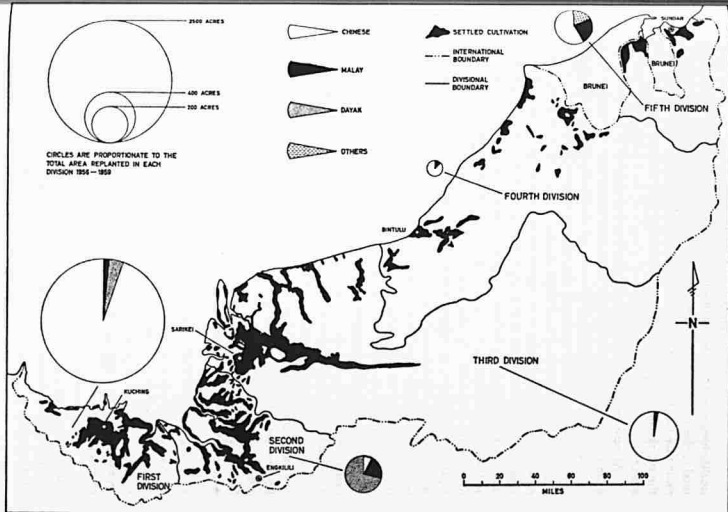 2500 ACRES
400 ACRES
200 ACRES
CIRCLES ARE PROPORTIONATE TO THE
TOTAL AREA REPLANTED IN EACH
DIVISION 1956—1959
CHINESE
MALAY
DAYAK
OTHERS
SETTLED CULTIVATION
INTERNATIONAL
BOUNDARY
DIVISIONAL
BOUNDARY
SUNDAR
BRUNEI
BRUNEI
FIFTH DIVISION
FOURTH DIVISION
BINTULU
SARIKEI
THIRD DIVISION
KUCHING
FIRST
DIVISION
SECOND
DIVISION
ENGKILILI
N
0 20 40 60 80 100
MILES